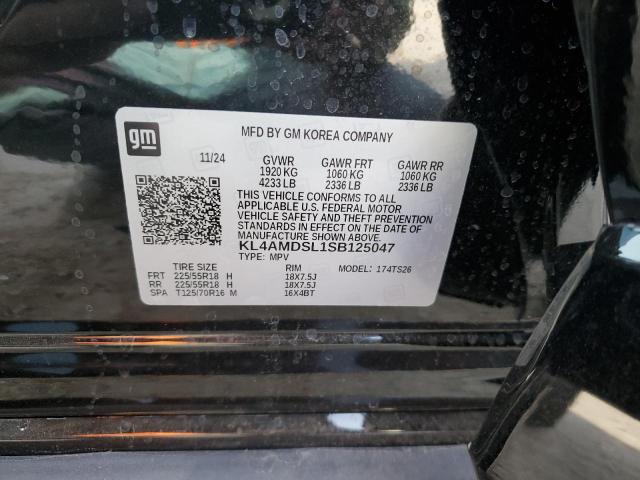 gm
MFD BY GM KOREA COMPANY
11/24 GVWR GAWR FRT GAWR RR
1920 KG 1060 KG 1060 KG
4233 LB 2336 LB 2336 LB
THIS VEHICLE CONFORMS TO ALL
APPLICABLE U.S. FEDERAL MOTOR
VEHICLE SAFETY AND THEFT PREVENTION
STANDARDS IN EFFECT ON THE DATE OF
MANUFACTURE SHOWN ABOVE.
KL4AMDSL1SB125047
TYPE: MPV
TIRE SIZE RIM MODEL: 174TS26
FRT 225/55R18 H 18X7.5J
RR 225/55R18 H 18X7.5J
SPA T125/70R16 M 16X4BT